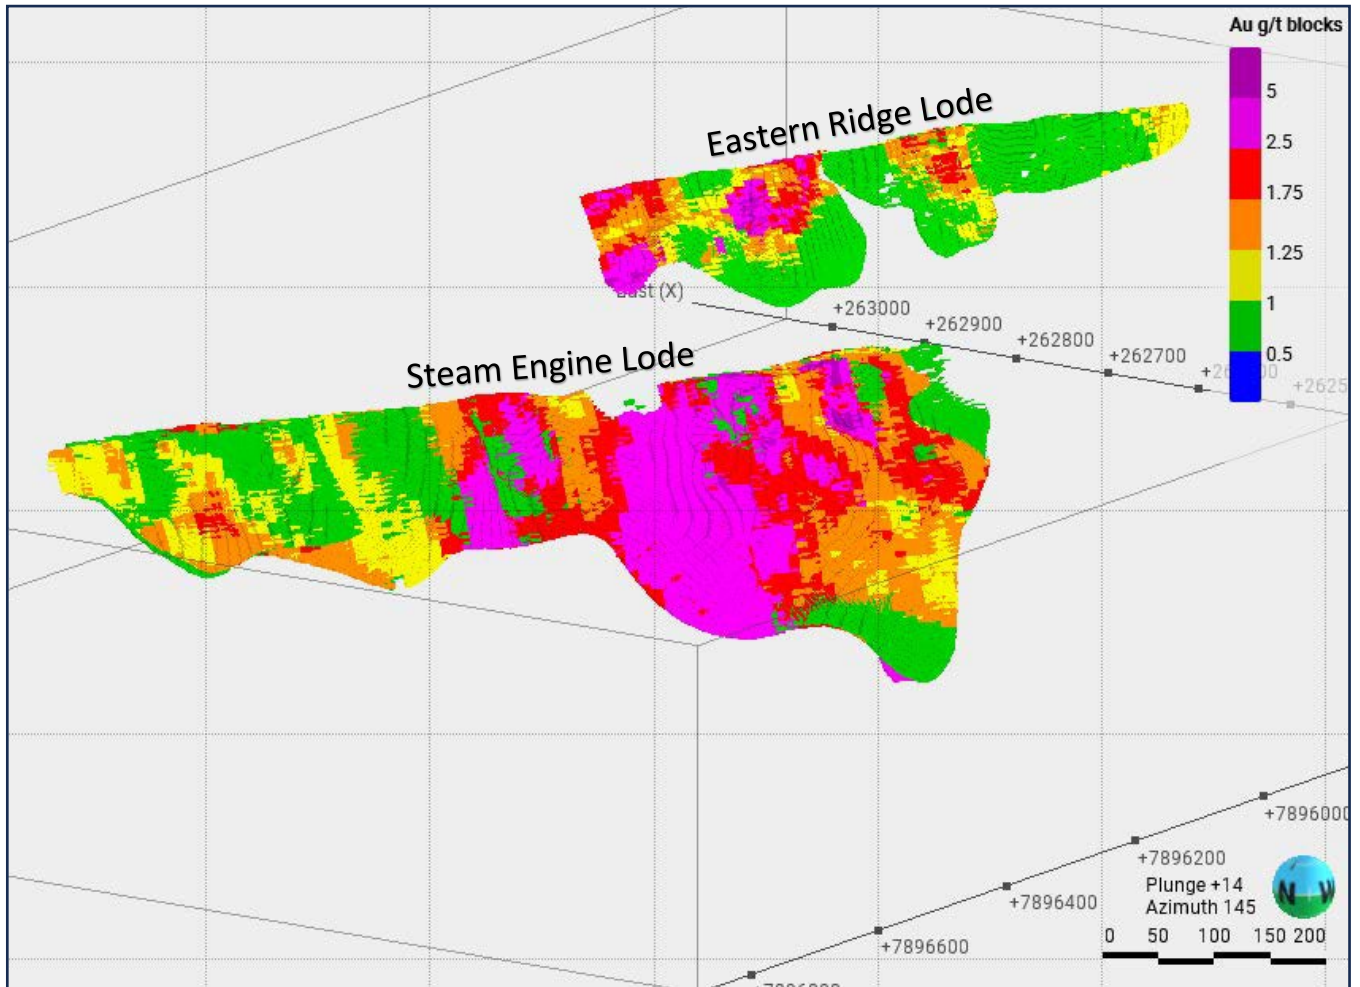 Au g/t blocks
5
2.5
1.75
1.25
1
0.5
Eastern Ridge Lode
(X)
+263000
+262900
+262800
+262700
Steam Engine Lode
+7896000
+7896200
+7896400
+7896600
Plunge +14
Azimuth 145
N W
0 50 100 150 200